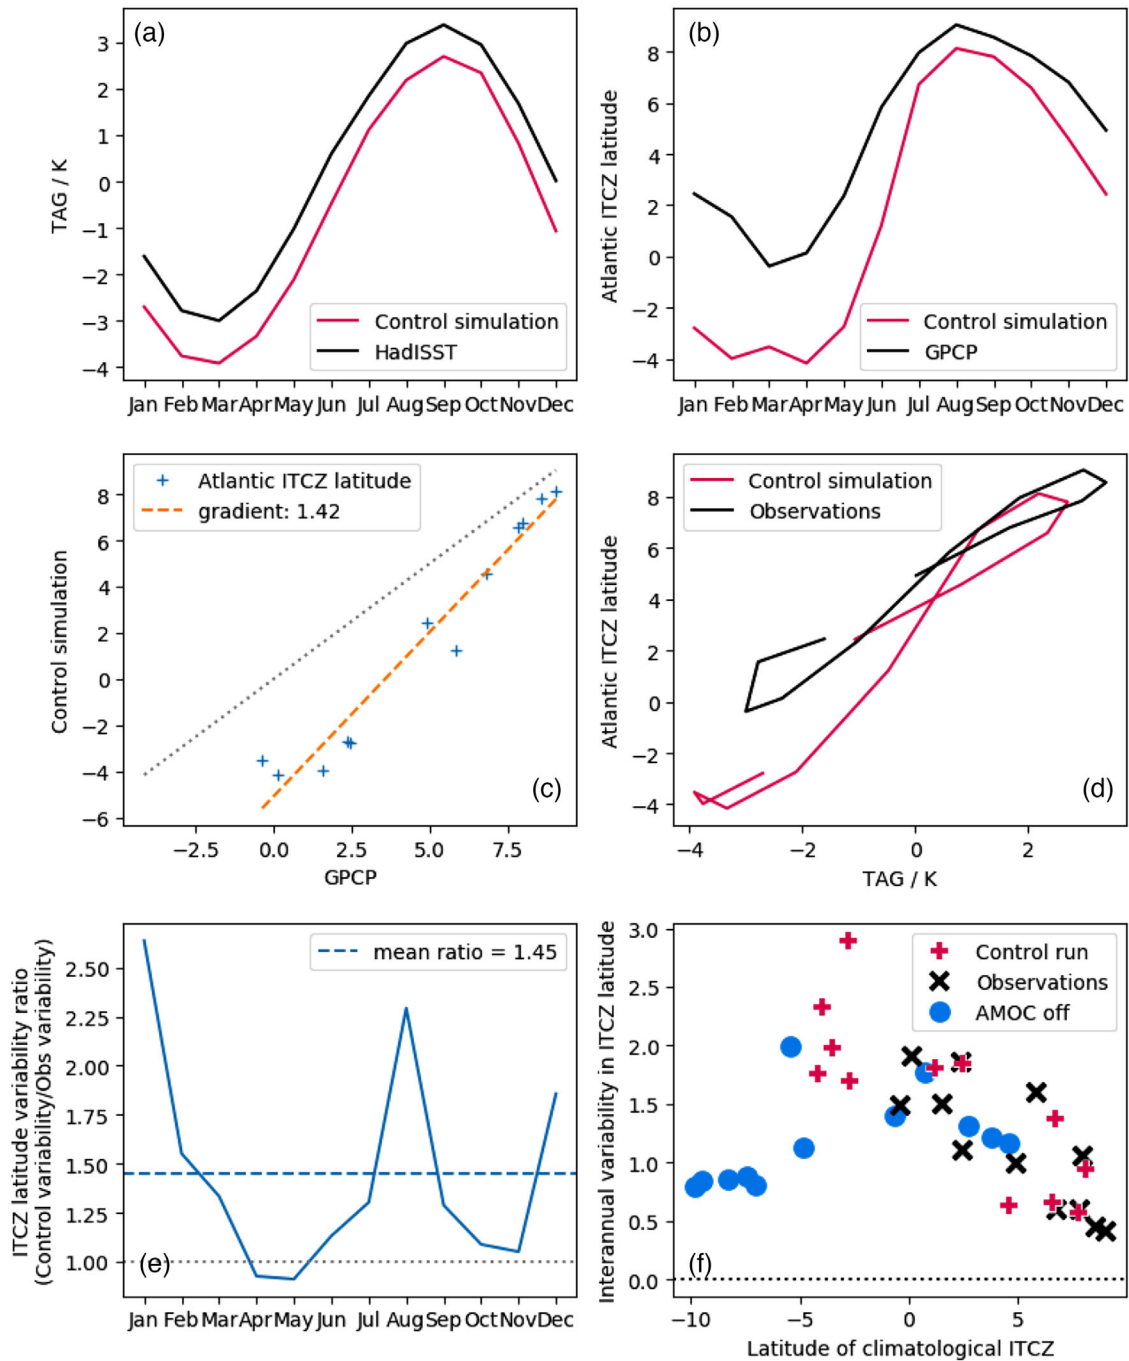 (a)
TAG / K
3
2
1
0
−1
−2
−3
−4
Control simulation
HadISST
Jan Feb Mar Apr May Jun Jul Aug Sep Oct Nov Dec
(b)
Atlantic ITCZ latitude
8
6
4
2
0
−2
−4
Control simulation
GPCP
Jan Feb Mar Apr May Jun Jul Aug Sep Oct Nov Dec
Atlantic ITCZ latitude
gradient: 1.42
Control simulation
8
6
4
2
0
−2
−4
−6
(c)
−2.5 0.0 2.5 5.0 7.5
GPCP
Control simulation
Observations
Atlantic ITCZ latitude
8
6
4
2
0
−2
−4
(d)
−4 −2 0 2
TAG / K
mean ratio = 1.45
ITCZ latitude variability ratio
(Control variability/Obs variability)
2.50
2.25
2.00
1.75
1.50
1.25
1.00
(e)
Jan Feb Mar Apr May Jun Jul Aug Sep Oct Nov Dec
Control run
Observations
AMOC off
Interannual variability in ITCZ latitude
3.0
2.5
2.0
1.5
1.0
0.5
0.0
(f)
−10 −5 0 5
Latitude of climatological ITCZ